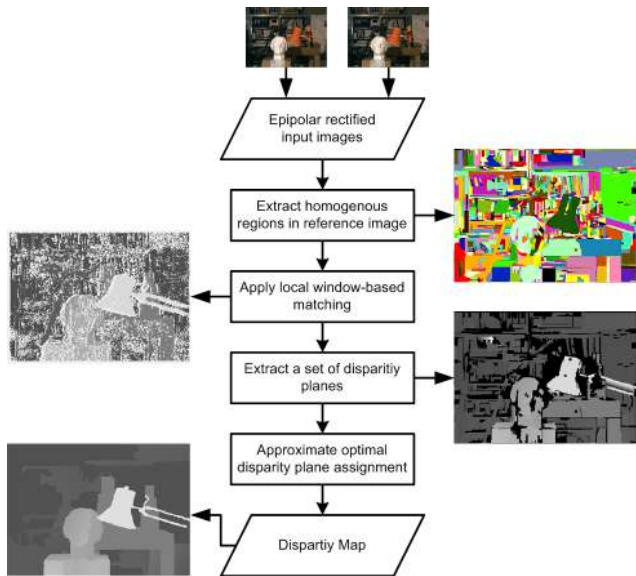 Epipolar rectified
input images
Extract homogenous
regions in reference image
Apply local window-based
matching
Extract a set of disparitiy
planes
Approximate optimal
disparity plane assignment
Dispartiy Map